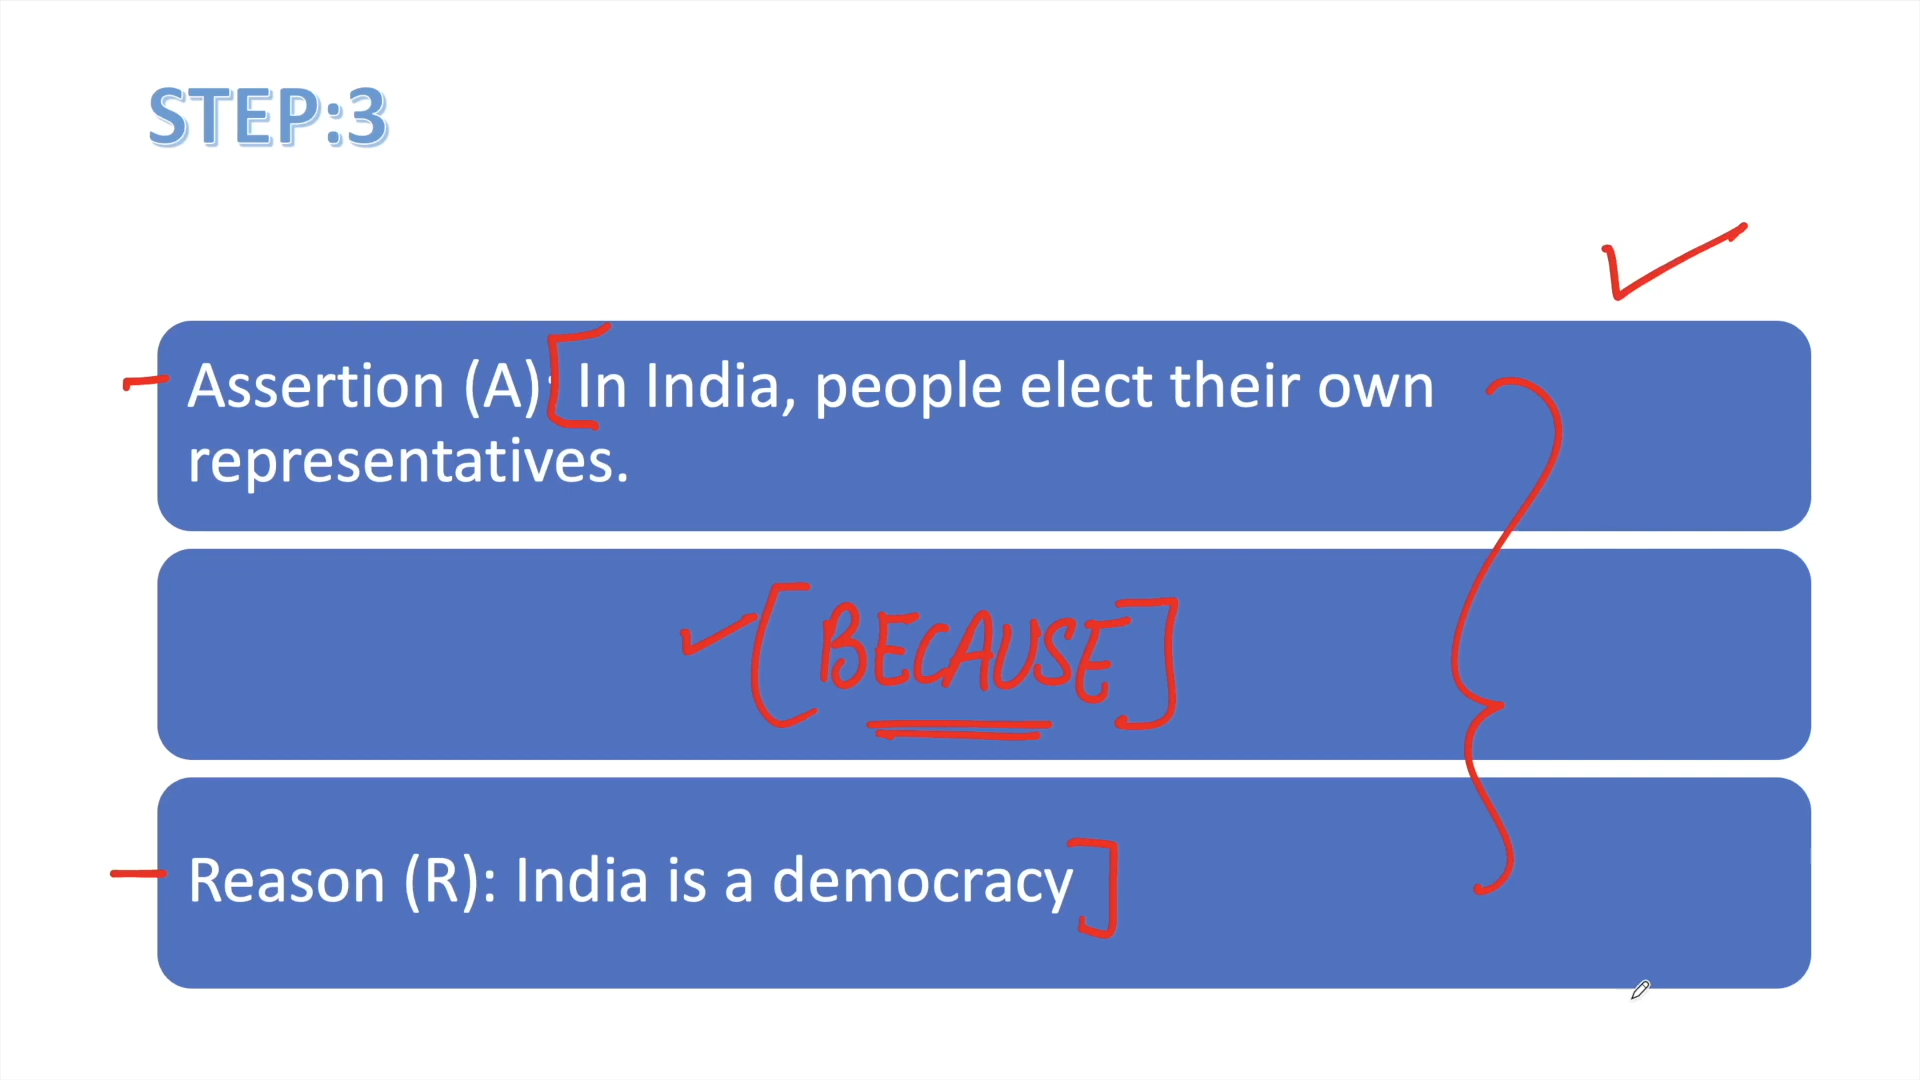 STEP:3
Assertion (A): In India, people elect their own
representatives.
BECAUSE
Reason (R): India is a democracy